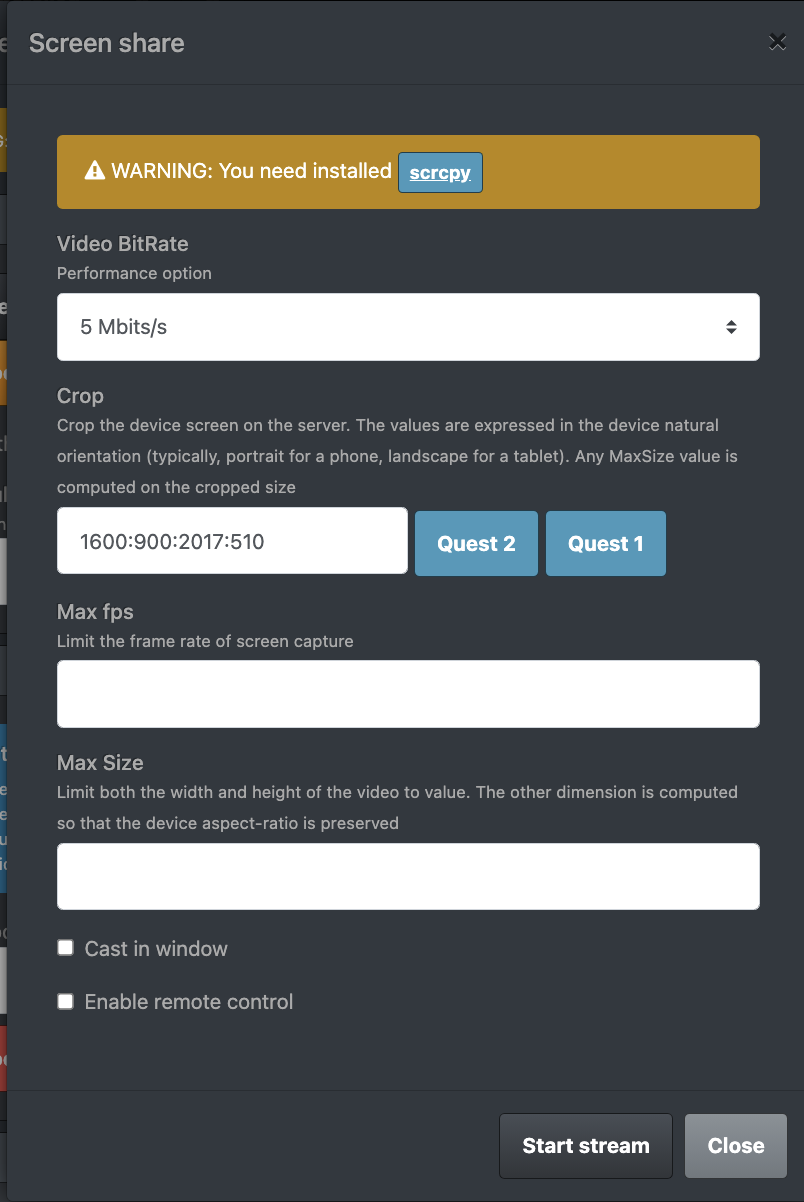 Screen share
WARNING: You need installed scrcpy
Video BitRate
Performance option
5 Mbits/s
Crop
Crop the device screen on the server. The values are expressed in the device natural
orientation (typically, portrait for a phone, landscape for a tablet). Any MaxSize value is
computed on the cropped size
1600:900:2017:510 Quest 2 Quest 1
Max fps
Limit the frame rate of screen capture
Max Size
Limit both the width and height of the video to value. The other dimension is computed
so that the device aspect-ratio is preserved
Cast in window
Enable remote control
Start stream Close